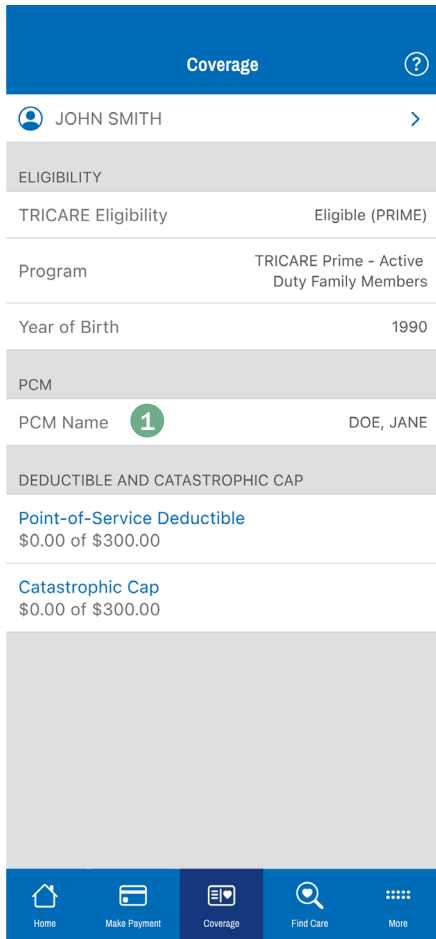 Coverage
?
JOHN SMITH
ELIGIBILITY
TRICARE Eligibility Eligible (PRIME)
Program TRICARE Prime - Active
Duty Family Members
Year of Birth 1990
PCM
PCM Name 1 DOE, JANE
DEDUCTIBLE AND CATASTROPHIC CAP
Point-of-Service Deductible
$0.00 of $300.00
Catastrophic Cap
$0.00 of $300.00
Home Make Payment Coverage Find Care More